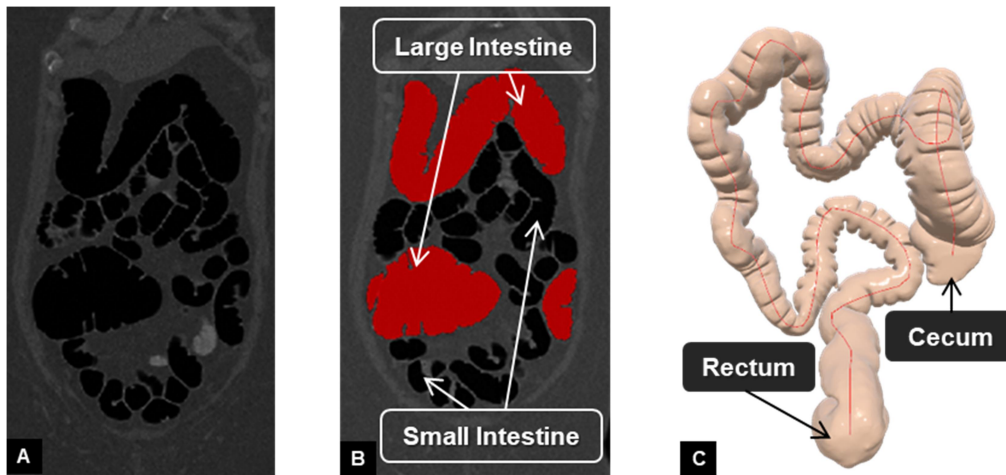 Large Intestine
Small Intestine
Rectum
Cecum
A
B
C